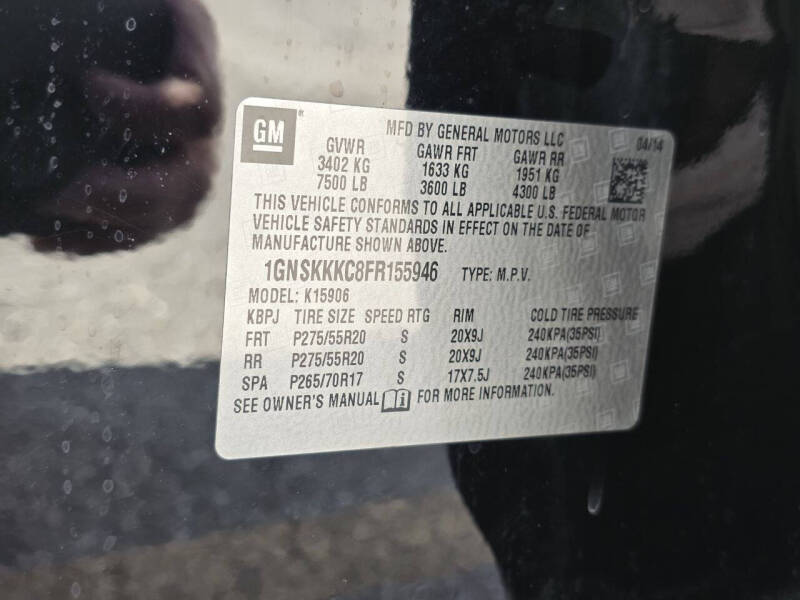 GM ® MFD BY GENERAL MOTORS LLC 04/14
GVWR GAWR FRT GAWR RR
3402 KG 1633 KG 1951 KG
7500 LB 3600 LB 4300 LB
THIS VEHICLE CONFORMS TO ALL APPLICABLE U.S. FEDERAL MOTOR
VEHICLE SAFETY STANDARDS IN EFFECT ON THE DATE OF
MANUFACTURE SHOWN ABOVE.
1GNSKKKC8FR155946 TYPE: M.P.V.
MODEL: K15906
KBPJ TIRE SIZE SPEED RTG RIM COLD TIRE PRESSURE
FRT P275/55R20 S 20X9J 240KPA(35PSI)
RR P275/55R20 S 20X9J 240KPA(35PSI)
SPA P265/70R17 S 17X7.5J 240KPA(35PSI)
SEE OWNER'S MANUAL i FOR MORE INFORMATION.